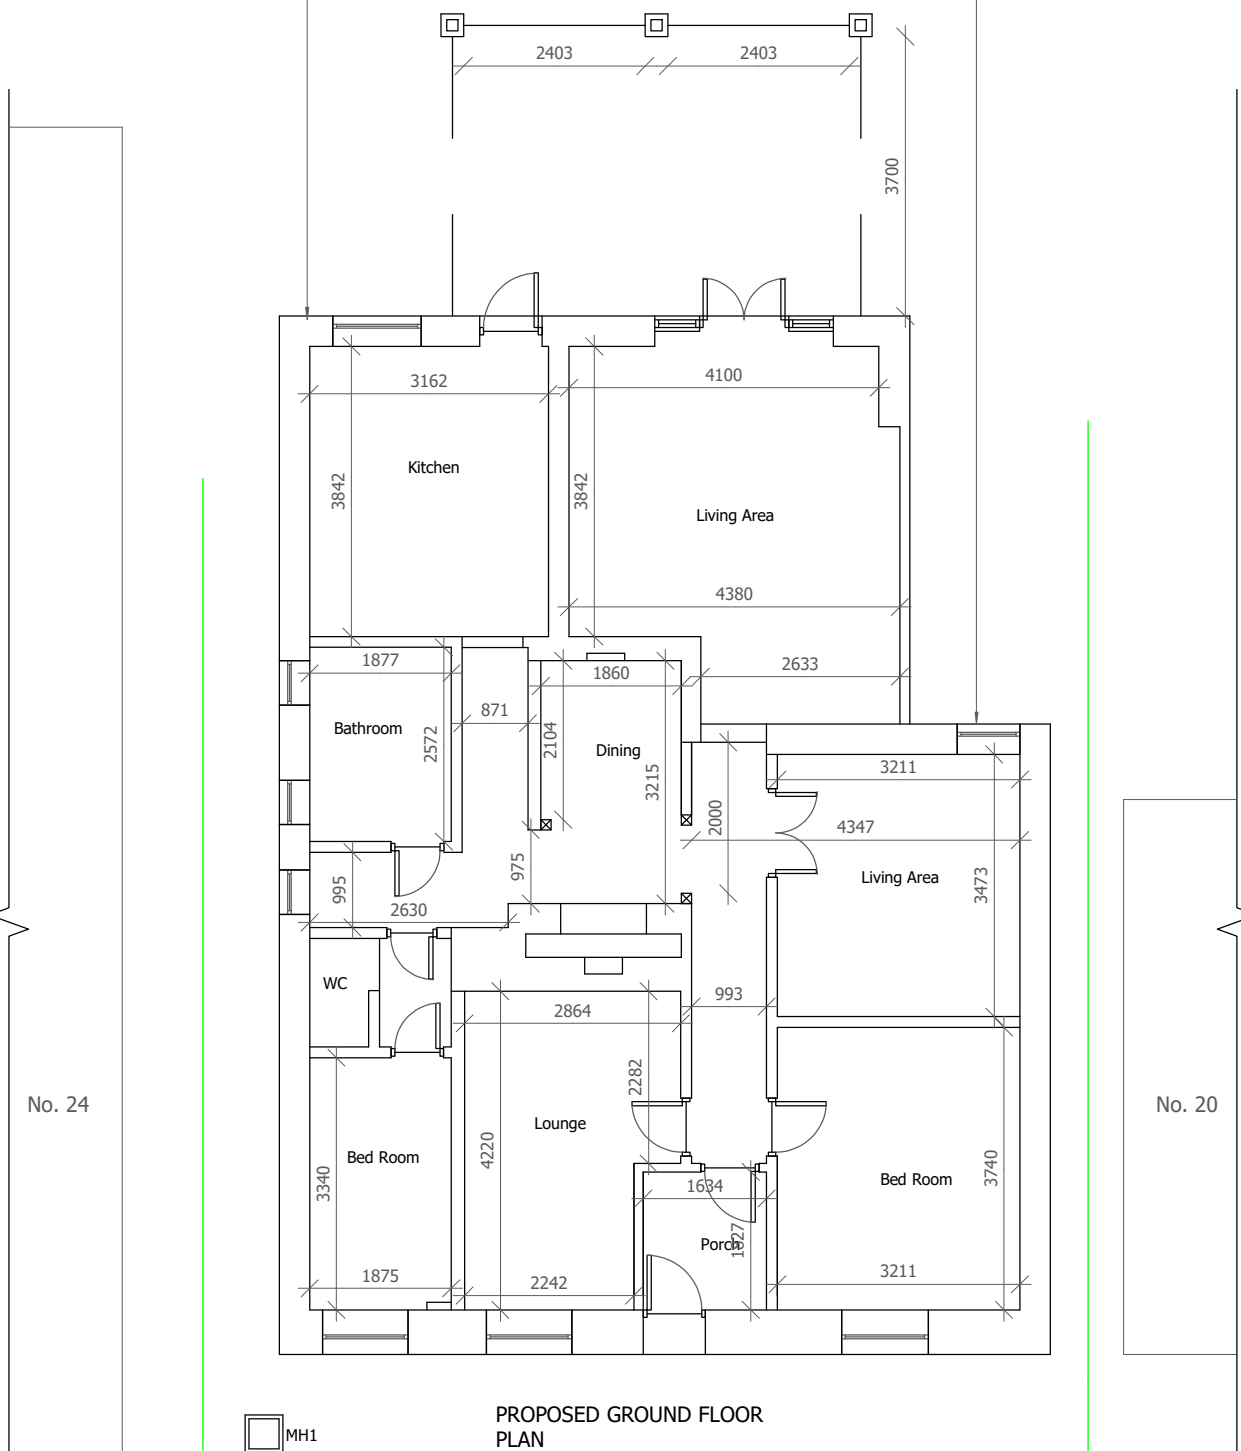 2403
2403
3700
3162
4100
Kitchen
3842
3842
Living Area
4380
1877
1860
2633
871
Bathroom
2572
2104
Dining
3215
2000
3211
4347
Living Area
3473
975
995
2630
WC
993
2864
2282
No. 24
No. 20
Lounge
4220
Bed Room
3340
3740
Bed Room
1634
Porch
1827
1875
2242
3211
PROPOSED GROUND FLOOR
PLAN
MH1